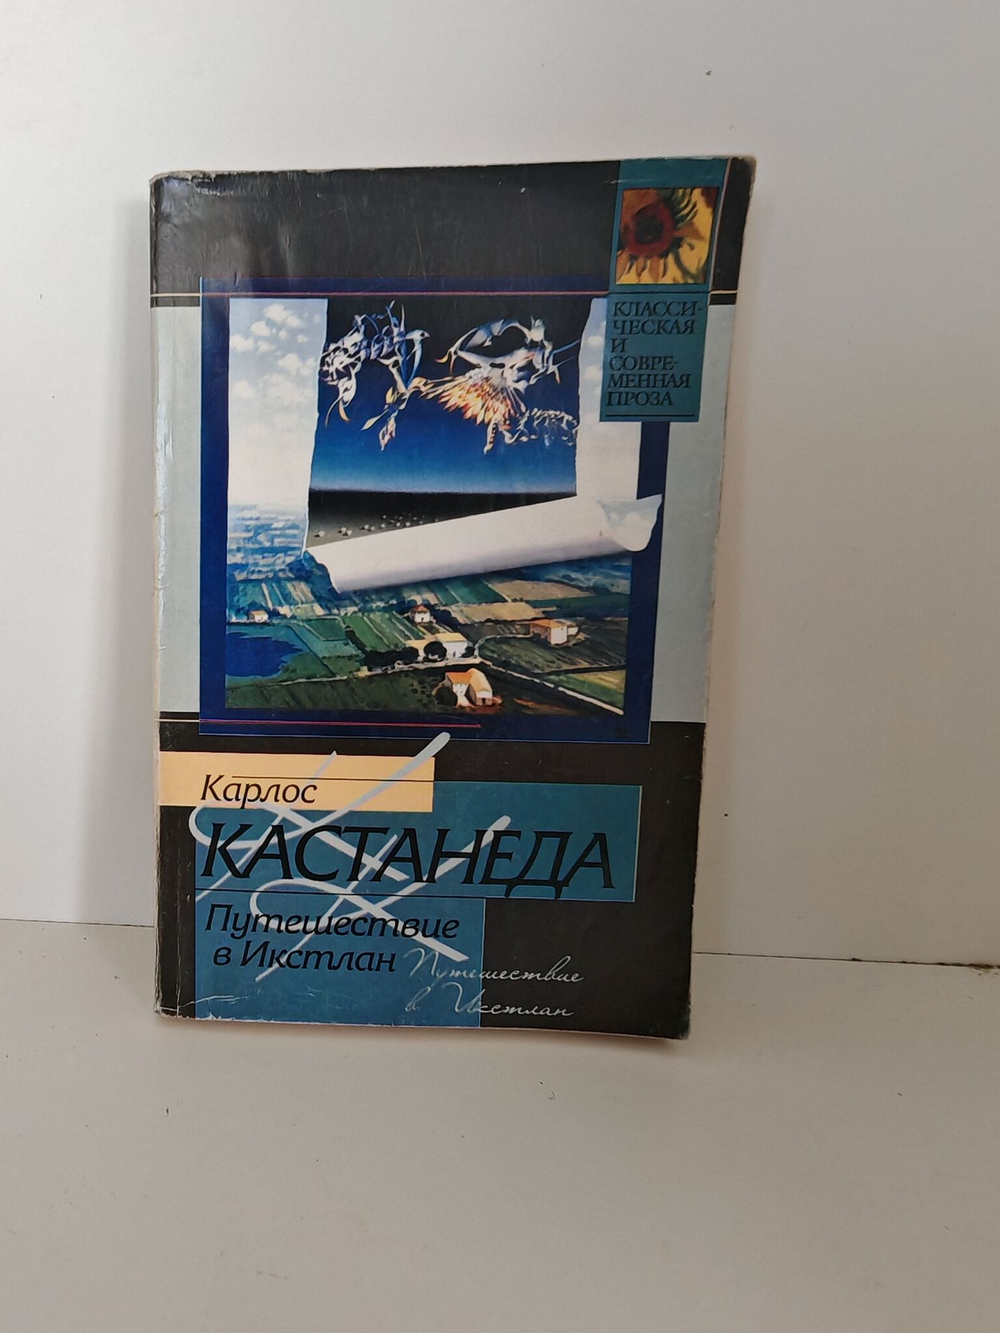 КЛАССИ-
ЧЕСКАЯ
И
СОВРЕ-
МЕННАЯ
ПРОЗА
Карлос
КАСТАНЕДА
Путешествие
в Икстлан
Путешествие
в Икстлан